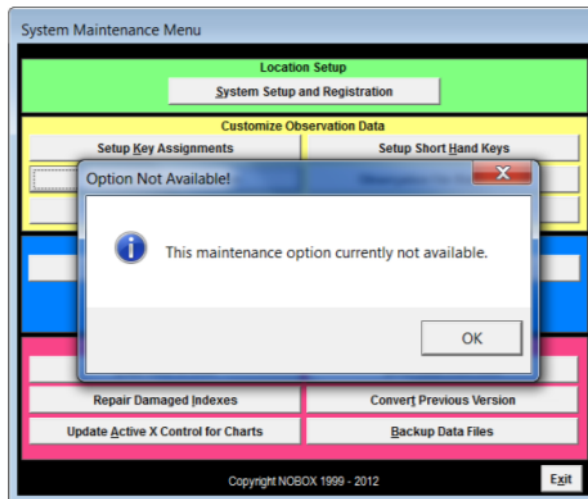 System Maintenance Menu
Location Setup
System Setup and Registration
Customize Observation Data
Setup Key Assignments
Setup Short Hand Keys
Option Not Available!
This maintenance option currently not available.
OK
Repair Damaged Indexes
Convert Previous Version
Update Active X Control for Charts
Backup Data Files
Copyright NOBOX 1999 - 2012
Exit